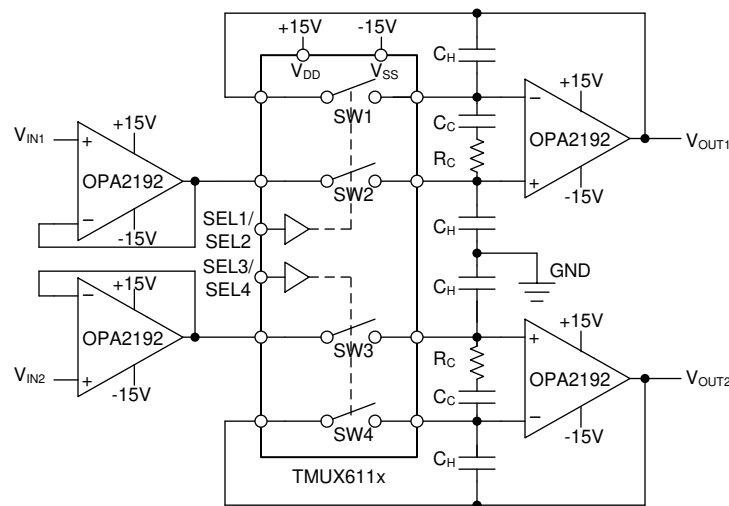 +15V
-15V
VDD
VSS
CH
SW1
CC
RC
OPA2192
+15V
-15V
VOUT1
VIN1
+15V
OPA2192
-15V
SW2
SEL1/
SEL2
SEL3/
SEL4
CH
GND
CH
+15V
OPA2192
-15V
VIN2
SW3
RC
CC
+15V
OPA2192
-15V
VOUT2
SW4
CH
TMUX611x